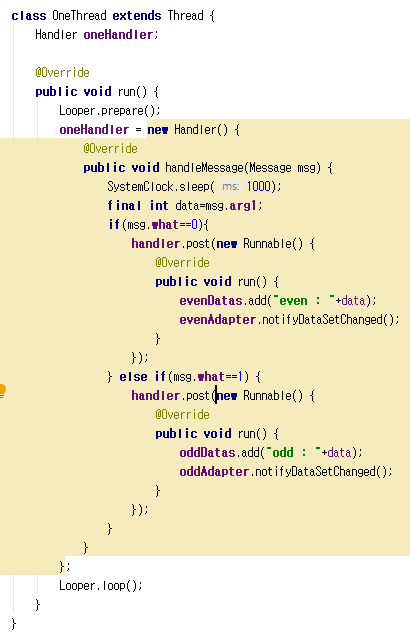 class OneThread extends Thread {
    Handler oneHandler;

    @Override
    public void run() {
        Looper.prepare();
        oneHandler = new Handler() {
            @Override
            public void handleMessage(Message msg) {
                SystemClock.sleep( ms: 1000);
                final int data=msg.arg1;
                if(msg.what==0){
                    handler.post(new Runnable() {
                        @Override
                        public void run() {
                            evenDatas.add("even : "+data);
                            evenAdapter.notifyDataSetChanged();
                        }
                    });
                } else if(msg.what==1) {
                    handler.post(new Runnable() {
                        @Override
                        public void run() {
                            oddDatas.add("odd : "+data);
                            oddAdapter.notifyDataSetChanged();
                        }
                    });
                }
            }
        };
        Looper.loop();
    }
}